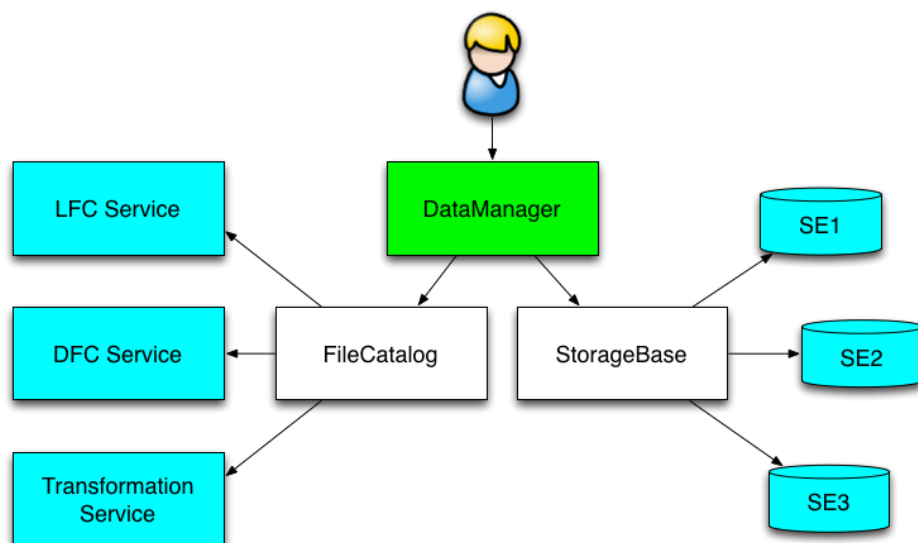 LFC Service
DataManager
SE1
DFC Service
FileCatalog
StorageBase
SE2
Transformation
Service
SE3